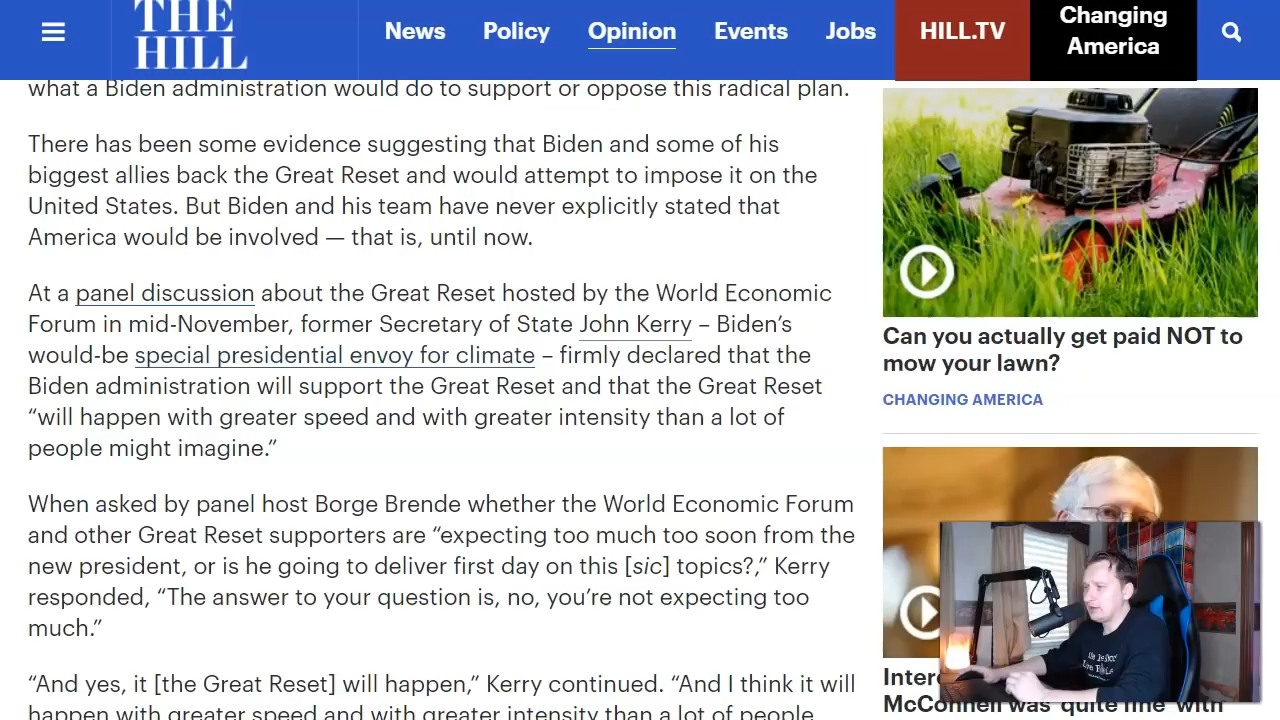 THE
HILL
News Policy Opinion Events Jobs HILL.TV
Changing
America
what a Biden administration would do to support or oppose this radical plan.
There has been some evidence suggesting that Biden and some of his
biggest allies back the Great Reset and would attempt to impose it on the
United States. But Biden and his team have never explicitly stated that
America would be involved — that is, until now.
At a panel discussion about the Great Reset hosted by the World Economic
Forum in mid-November, former Secretary of State John Kerry – Biden’s
would-be special presidential envoy for climate – firmly declared that the
Biden administration will support the Great Reset and that the Great Reset
“will happen with greater speed and with greater intensity than a lot of
people might imagine.”
When asked by panel host Borge Brende whether the World Economic Forum
and other Great Reset supporters are “expecting too much too soon from the
new president, or is he going to deliver first day on this [sic] topics?,” Kerry
responded, “The answer to your question is, no, you’re not expecting too
much.”
“And yes, it [the Great Reset] will happen,” Kerry continued. “And I think it will
happen with greater speed and with greater intensity than a lot of people
Can you actually get paid NOT to
mow your lawn?
CHANGING AMERICA
McConnell was 'quite fine' with